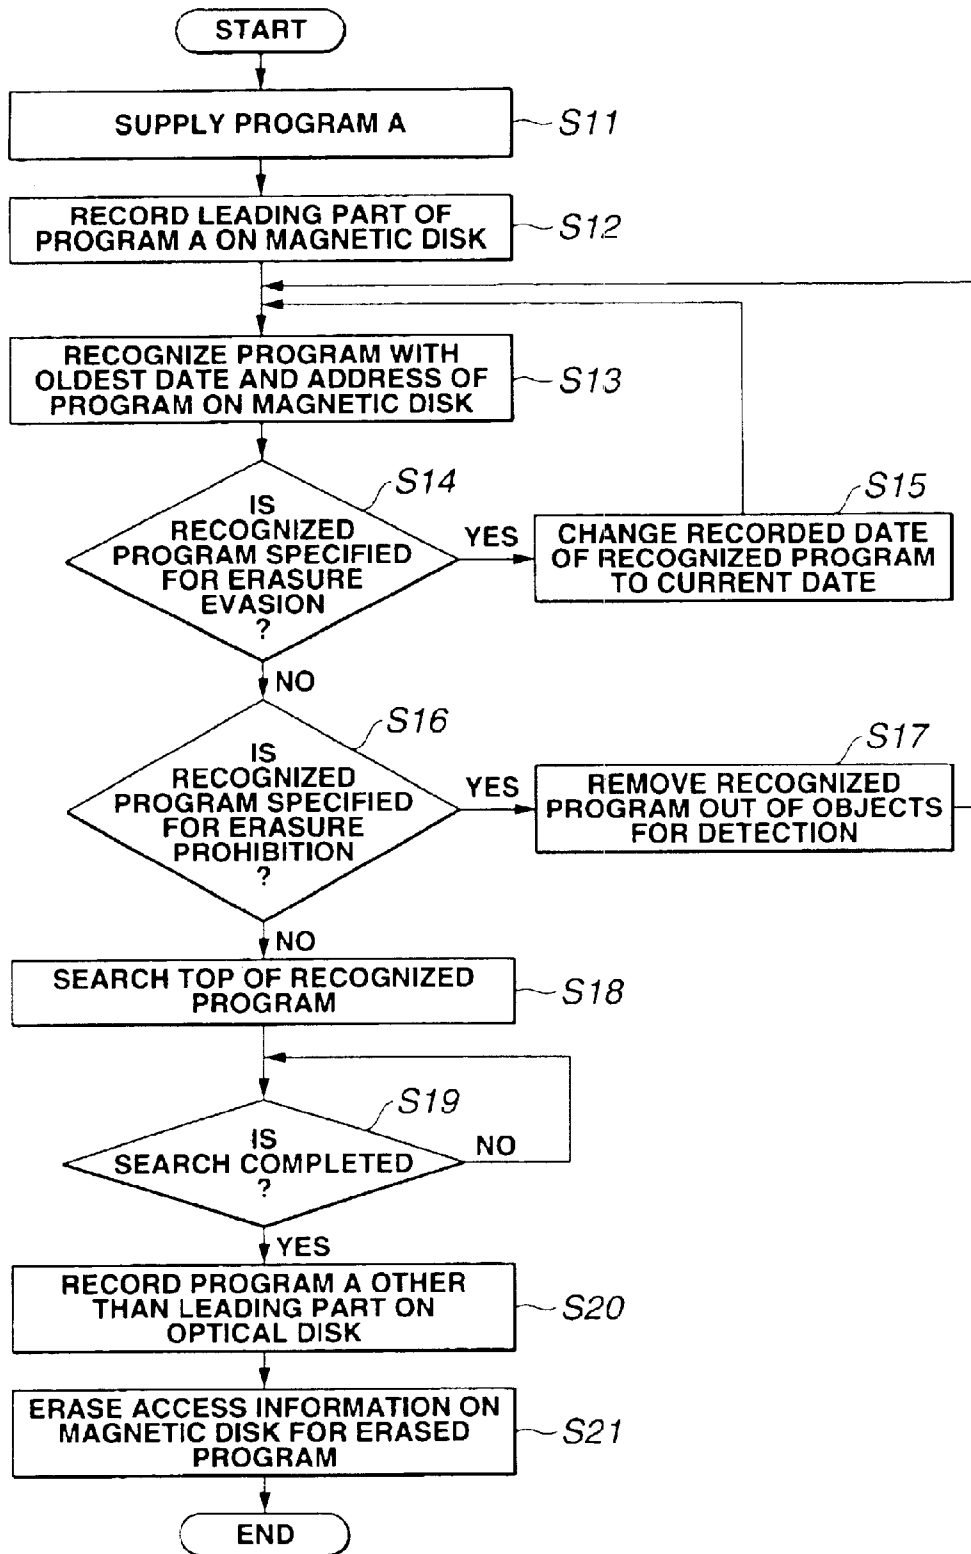 START
SUPPLY PROGRAM A
S11
RECORD LEADING PART OF
PROGRAM A ON MAGNETIC DISK
S12
RECOGNIZE PROGRAM WITH
OLDEST DATE AND ADDRESS OF
PROGRAM ON MAGNETIC DISK
S13
S14
IS
RECOGNIZED
PROGRAM SPECIFIED
FOR ERASURE
EVASION
?
YES
S15
CHANGE RECORDED DATE
OF RECOGNIZED PROGRAM
TO CURRENT DATE
NO
S16
IS
RECOGNIZED
PROGRAM SPECIFIED
FOR ERASURE
PROHIBITION
?
YES
S17
REMOVE RECOGNIZED
PROGRAM OUT OF OBJECTS
FOR DETECTION
NO
SEARCH TOP OF RECOGNIZED
PROGRAM
S18
S19
IS
SEARCH COMPLETED
?
NO
YES
RECORD PROGRAM A OTHER
THAN LEADING PART ON
OPTICAL DISK
S20
ERASE ACCESS INFORMATION ON
MAGNETIC DISK FOR ERASED
PROGRAM
S21
END